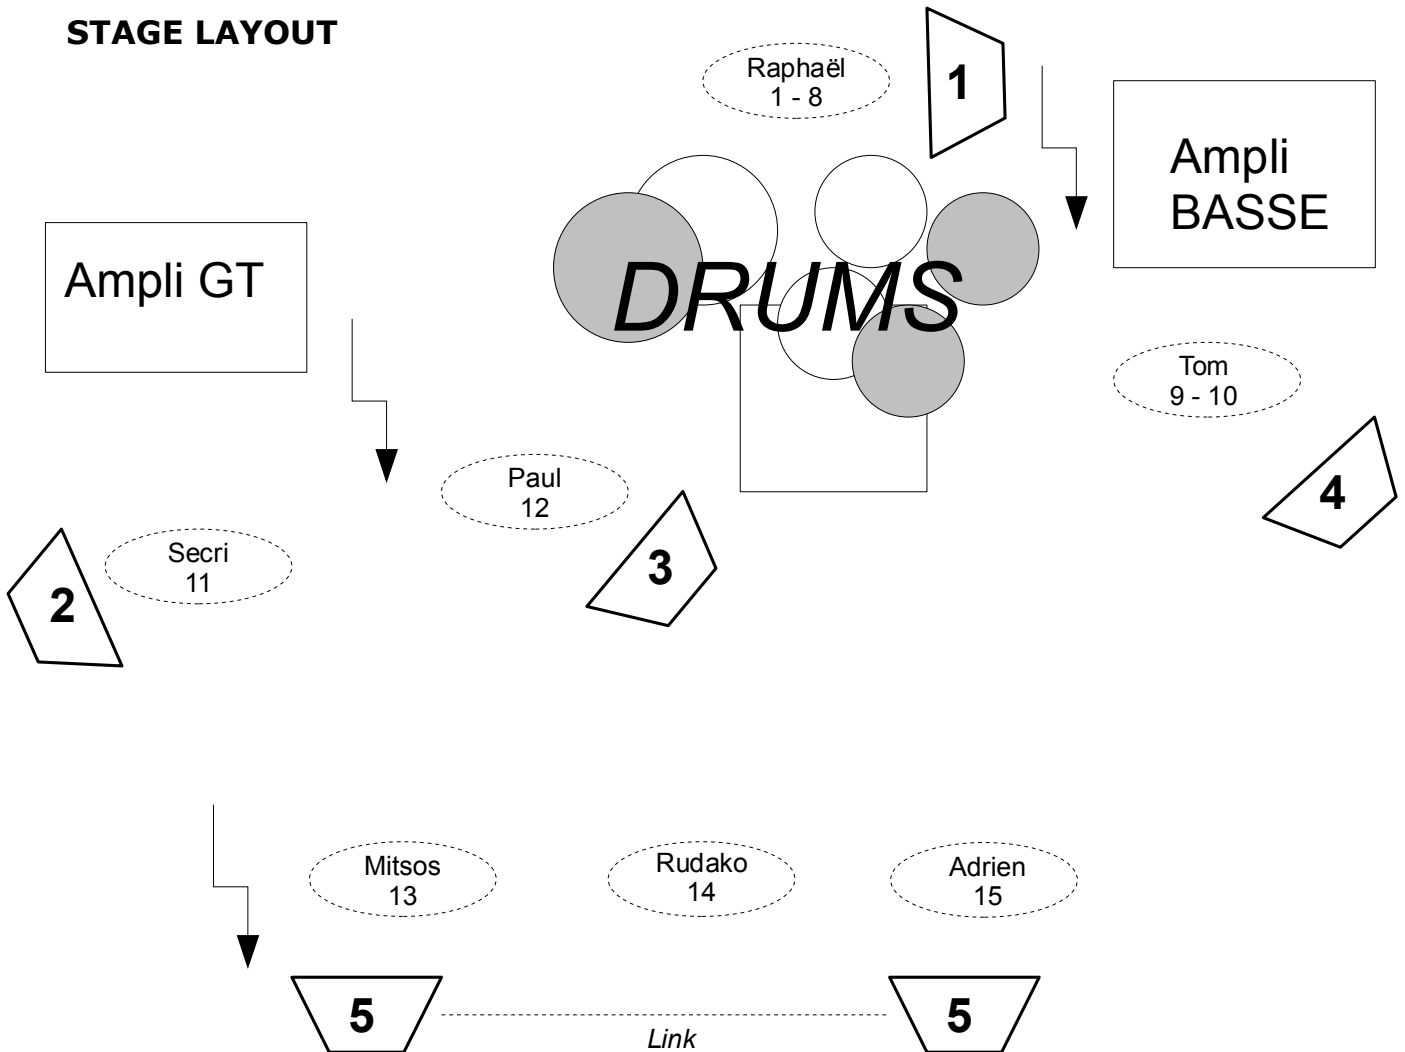 STAGE LAYOUT
Raphaël
1 - 8
1
Ampli
BASSE
Ampli GT
DRUMS
Tom
9 - 10
Paul
12
4
Secri
11
3
2
Mitsos
13
Rudako
14
Adrien
15
5
5
Link